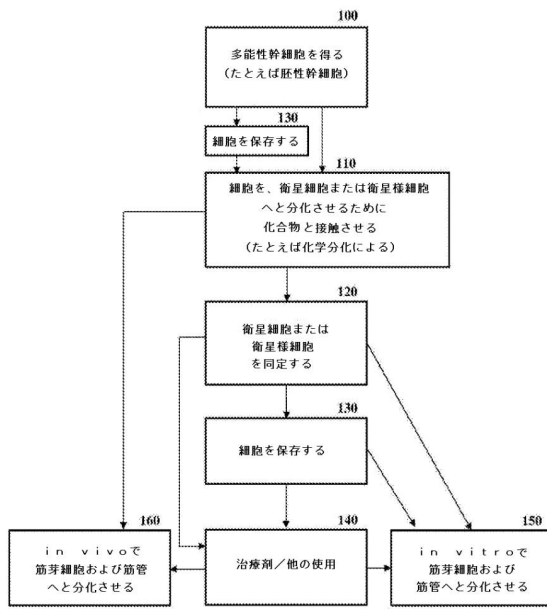 100
多能性幹細胞を得る
(たとえば胚性幹細胞)
130
細胞を保存する
110
細胞を、衛星細胞または衛星様細胞
へと分化させるために
化合物と接触させる
(たとえば化学分化による)
120
衛星細胞または
衛星様細胞
を同定する
130
細胞を保存する
160
ｉｎ ｖｉｖｏで
筋芽細胞および筋管
へと分化させる
140
治療剤／他の使用
150
ｉｎ ｖｉｔｒｏで
筋芽細胞および
筋管へと分化させる